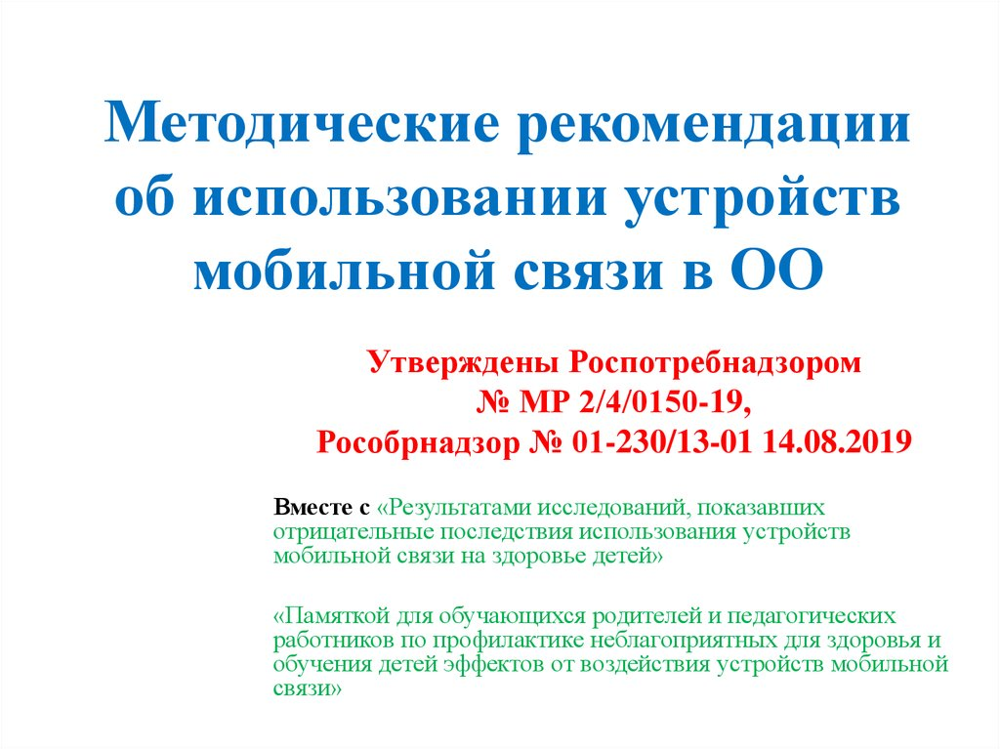 Методические рекомендации
об использовании устройств
мобильной связи в ОО
Утверждены Роспотребнадзором
№ МР 2/4/0150-19,
Рособрнадзор № 01-230/13-01 14.08.2019
Вместе с «Результатами исследований, показавших
отрицательные последствия использования устройств
мобильной связи на здоровье детей»
«Памяткой для обучающихся родителей и педагогических
работников по профилактике неблагоприятных для здоровья и
обучения детей эффектов от воздействия устройств мобильной
связи»